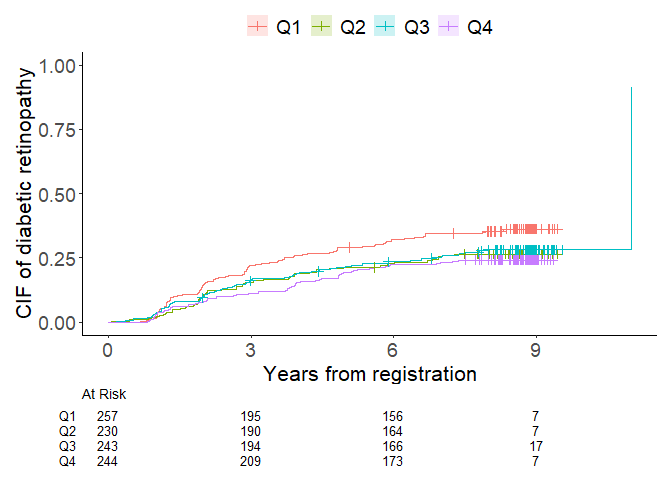 Q1 Q2 Q3 Q4
CIF of diabetic retinopathy
1.00
0.75
0.50
0.25
0.00
0 3 6 9
Years from registration
At Risk
Q1 257 195 156 7
Q2 230 190 164 7
Q3 243 194 166 17
Q4 244 209 173 7